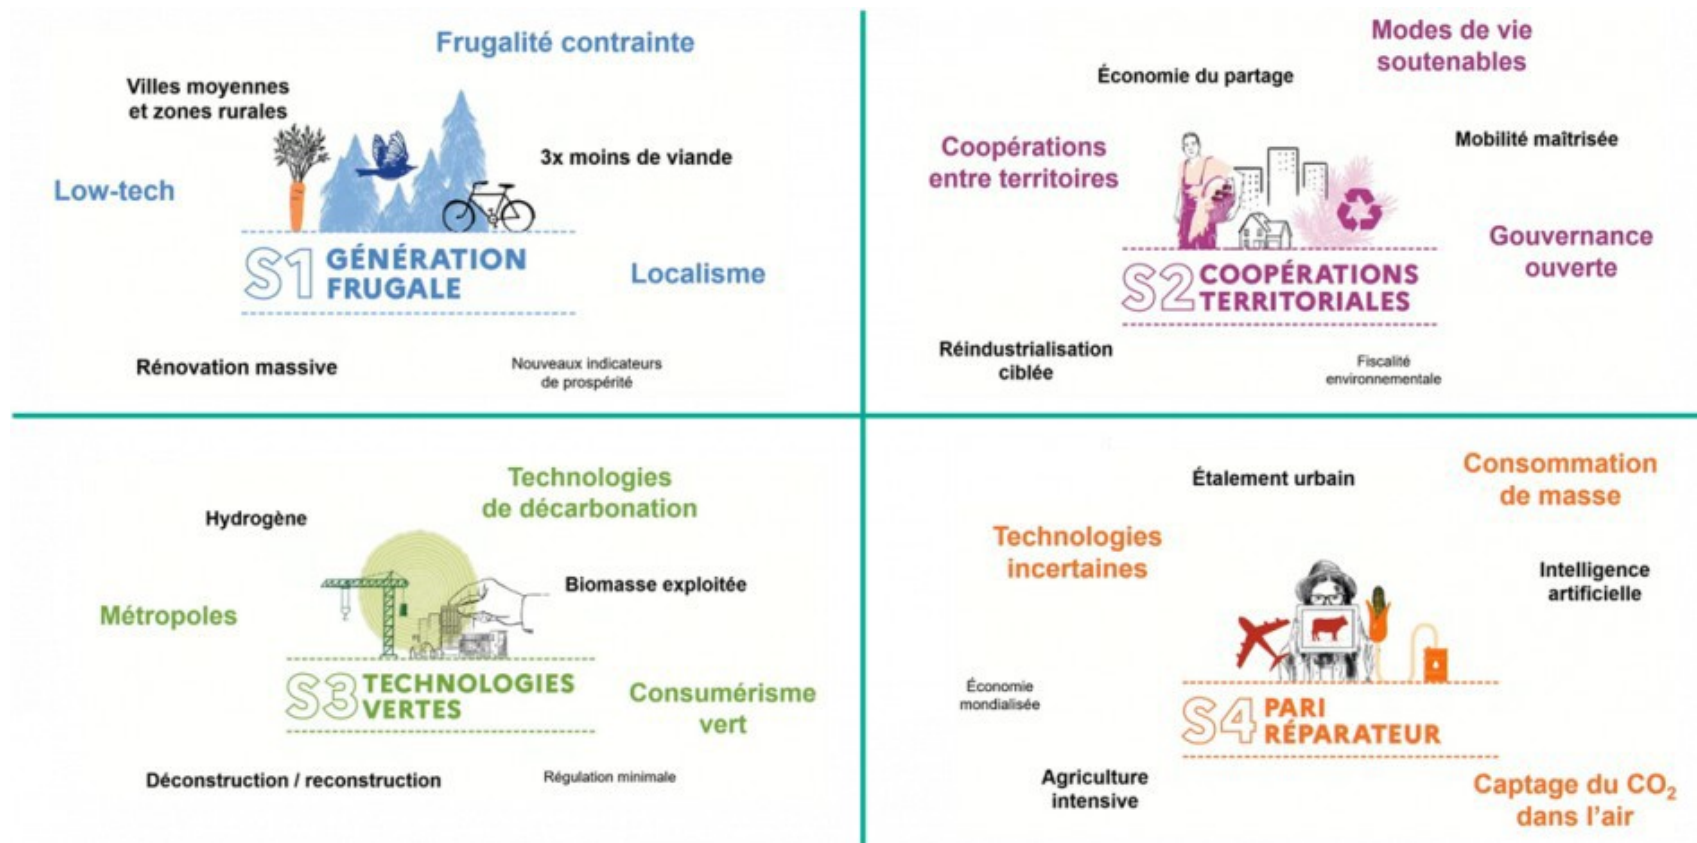 Frugalité contrainte
Villes moyennes
et zones rurales
3x moins de viande
Low-tech
S1 GÉNÉRATION
FRUGALE
Localisme
Rénovation massive
Nouveaux indicateurs
de prospérité
Modes de vie
soutenables
Économie du partage
Mobilité maîtrisée
Coopérations
entre territoires
Gouvernance
ouverte
S2 COOPÉRATIONS
TERRITORIALES
Réindustrialisation
ciblée
Fiscalité
environnementale
Technologies
de décarbonation
Hydrogène
Biomasse exploitée
Métropoles
S3 TECHNOLOGIES
VERTES
Consumérisme
vert
Déconstruction / reconstruction
Régulation minimale
Consommation
de masse
Étalement urbain
Technologies
incertaines
Intelligence
artificielle
Économie
mondialisée
S4 PARI
RÉPARATEUR
Agriculture
intensive
Captage du CO₂
dans l'air